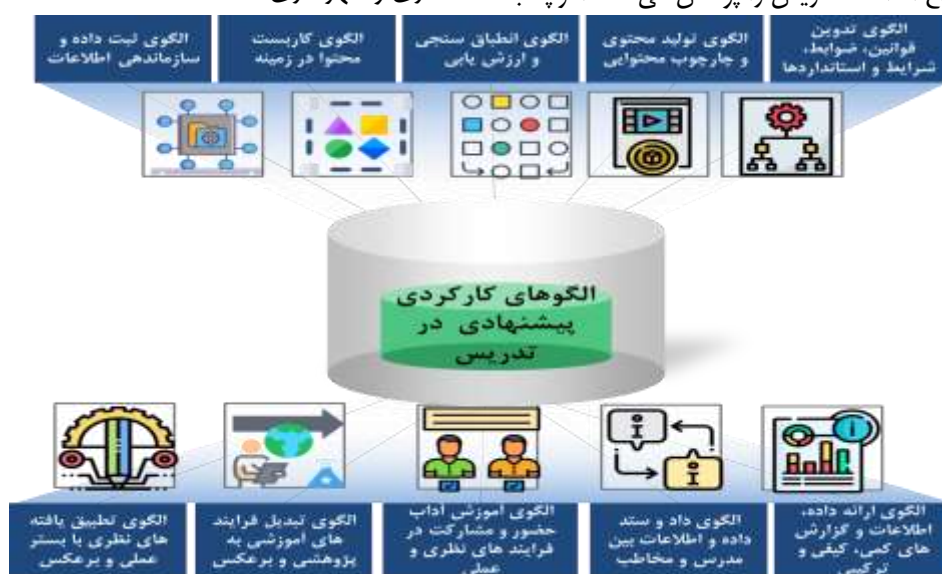 الگوی تدوین
قوانین، ضوابط،
شرایط و استانداردها
الگوی تولید محتوی
و چارچوب محتوایی
الگوی انطباق سنجی
و ارزش یابی
الگوی کاربست
محتوا در زمینه
الگوی ثبت داده و
سازماندهی اطلاعات
الگوهای کارکردی
پیشنهادی در
تدریس
الگوی ارائه داده،
اطلاعات و گزارش
های کمی، کیفی و
ترکیبی
الگوی داد و ستد
داده و اطلاعات بین
مدرس و مخاطب
الگوی آموزشی آداب
حضور و مشارکت در
فرایند های نظری و
عملی
الگوی تبدیل فرایند
های آموزشی به
پژوهشی و برعکس
الگوی تطبیق یافته
های نظری با بستر
عملی و برعکس